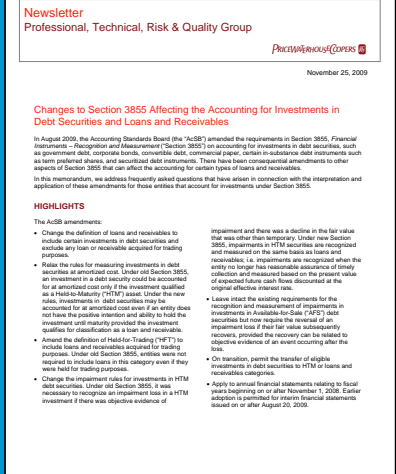 Newsletter
Professional, Technical, Risk & Quality Group
PRICEWATERHOUSECOOPERS
November 25, 2009
Changes to Section 3855 Affecting the Accounting for Investments in
Debt Securities and Loans and Receivables
In August 2009, the Accounting Standards Board (the “AcSB”) amended the requirements in Section 3855, Financial
Instruments – Recognition and Measurement (“Section 3855”) on accounting for investments in debt securities, such
as government debt, corporate bonds, convertible debt, commercial paper, certain in-substance debt instruments such
as term preferred shares, and securitized debt instruments. There have been consequential amendments to other
aspects of Section 3855 that can affect the accounting for certain types of loans and receivables.
In this memorandum, we address frequently asked questions that have arisen in connection with the interpretation and
application of these amendments for those entities that account for investments under Section 3855.
HIGHLIGHTS
The AcSB amendments:
• Change the definition of loans and receivables to
include certain investments in debt securities and
exclude any loan or receivable acquired for trading
purposes.
• Relax the rules for measuring investments in debt
securities at amortized cost. Under old Section 3855,
an investment in a debt security could be accounted
for at amortized cost only if the investment qualified
as a Held-to-Maturity (“HTM”) asset. Under the new
rules, investments in debt securities may be
accounted for at amortized cost even if an entity does
not have the positive intention and ability to hold the
investment until maturity provided the investment
qualifies for classification as a loan and receivable.
• Amend the definition of Held-for-Trading (“HFT”) to
include loans and receivables acquired for trading
purposes. Under old Section 3855, entities were not
required to include loans in this category even if they
were held for trading purposes.
• Change the impairment rules for investments in HTM
debt securities. Under old Section 3855, it was
necessary to recognize an impairment loss in a HTM
investment if there was objective evidence of
impairment and there was a decline in the fair value
that was other than temporary. Under new Section
3855, impairments in HTM securities are recognized
and measured on the same basis as loans and
receivables; i.e. impairments are recognized when the
entity no longer has reasonable assurance of timely
collection and measured based on the present value
of expected future cash flows discounted at the
original effective interest rate.
• Leave intact the existing requirements for the
recognition and measurement of impairments in
investments in Available-for-Sale (“AFS”) debt
securities but now require the reversal of an
impairment loss if their fair value subsequently
recovers, provided the recovery can be related to
objective evidence of an event occurring after the
loss.
• On transition, permit the transfer of eligible
investments in debt securities to HTM or loans and
receivables categories.
• Apply to annual financial statements relating to fiscal
years beginning on or after November 1, 2008. Earlier
adoption is permitted for interim financial statements
issued on or after August 20, 2009.